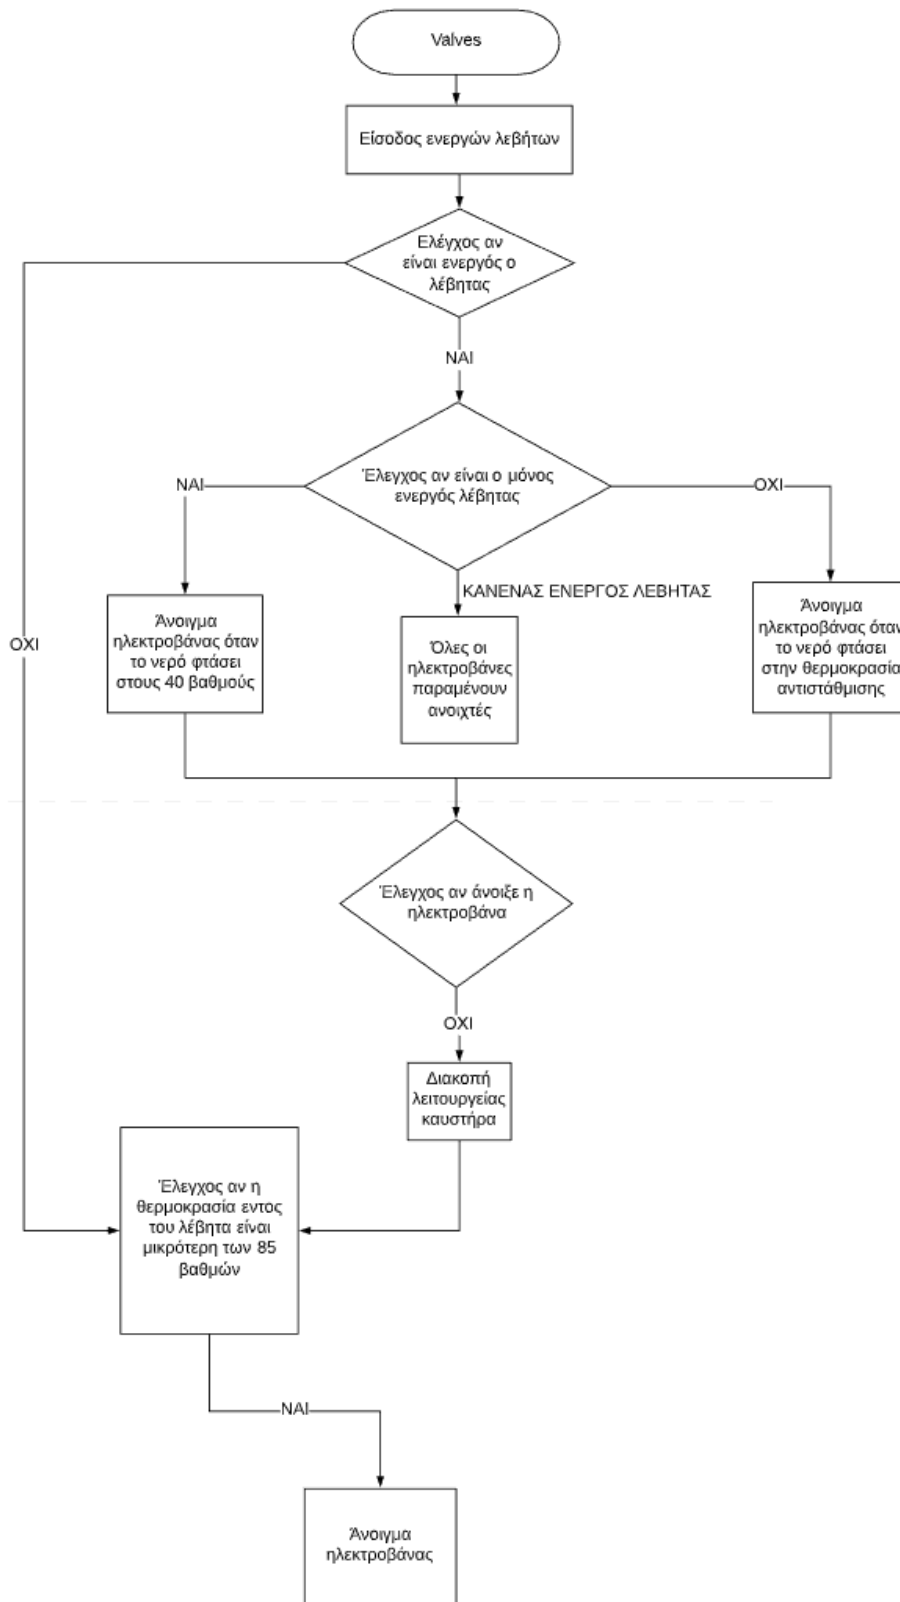 Valves
Είσοδος ενεργών λεβήτων
Ελέγχος αν
είναι ενεργός ο
λέβητας
ΝΑΙ
Έλεγχος αν είναι ο μόνος
ενεργός λέβητας
ΝΑΙ
ΟΧΙ
ΚΑΝΕΝΑΣ ΕΝΕΡΓΟΣ ΛΕΒΗΤΑΣ
Άνοιγμα
ηλεκτροβάνας όταν
το νερό φτάσει
στους 40 βαθμούς
Όλες οι
ηλεκτροβάνες
παραμένουν
ανοιχτές
Άνοιγμα
ηλεκτροβάνας όταν
το νερό φτάσει
στην θερμοκρασία
αντιστάθμισης
ΟΧΙ
Έλεγχος αν άνοιξε η
ηλεκτροβάνα
ΟΧΙ
Διακοπή
λειτουργείας
καυστήρα
Έλεγχος αν η
θερμοκρασία εντος
του λέβητα είναι
μικρότερη των 85
βαθμών
ΝΑΙ
Άνοιγμα
ηλεκτροβάνας